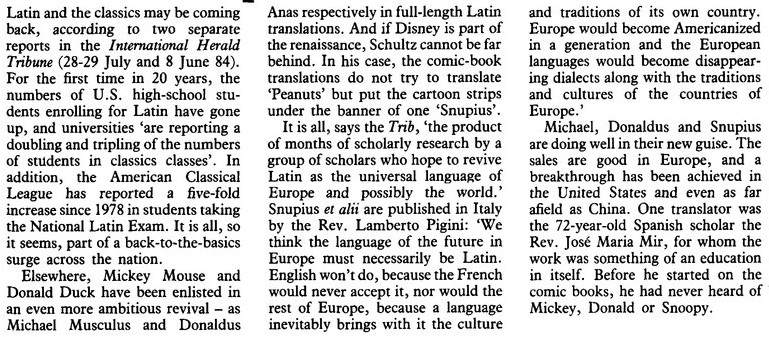 Latin and the classics may be coming
back, according to two separate
reports in the International Herald
Tribune (28-29 July and 8 June 84).
For the first time in 20 years, the
numbers of U.S. high-school stu-
dents enrolling for Latin have gone
up, and universities ‘are reporting a
doubling and tripling of the numbers
of students in classics classes’. In
addition, the American Classical
League has reported a five-fold
increase since 1978 in students taking
the National Latin Exam. It is all, so
it seems, part of a back-to-the-basics
surge across the nation.
Elsewhere, Mickey Mouse and
Donald Duck have been enlisted in
an even more ambitious revival – as
Michael Musculus and Donaldus
Anas respectively in full-length Latin
translations. And if Disney is part of
the renaissance, Schultz cannot be far
behind. In his case, the comic-book
translations do not try to translate
‘Peanuts’ but put the cartoon strips
under the banner of one ‘Snupius’.
It is all, says the Trib, ‘the product
of months of scholarly research by a
group of scholars who hope to revive
Latin as the universal language of
Europe and possibly the world.’
Snupius et alii are published in Italy
by the Rev. Lamberto Pigini: ‘We
think the language of the future in
Europe must necessarily be Latin.
English won’t do, because the French
would never accept it, nor would the
rest of Europe, because a language
inevitably brings with it the culture
and traditions of its own country.
Europe would become Americanized
in a generation and the European
languages would become disappear-
ing dialects along with the traditions
and cultures of the countries of
Europe.’
Michael, Donaldus and Snupius
are doing well in their new guise. The
sales are good in Europe, and a
breakthrough has been achieved in
the United States and even as far
afield as China. One translator was
the 72-year-old Spanish scholar the
Rev. José Maria Mir, for whom the
work was something of an education
in itself. Before he started on the
comic books, he had never heard of
Mickey, Donald or Snoopy.